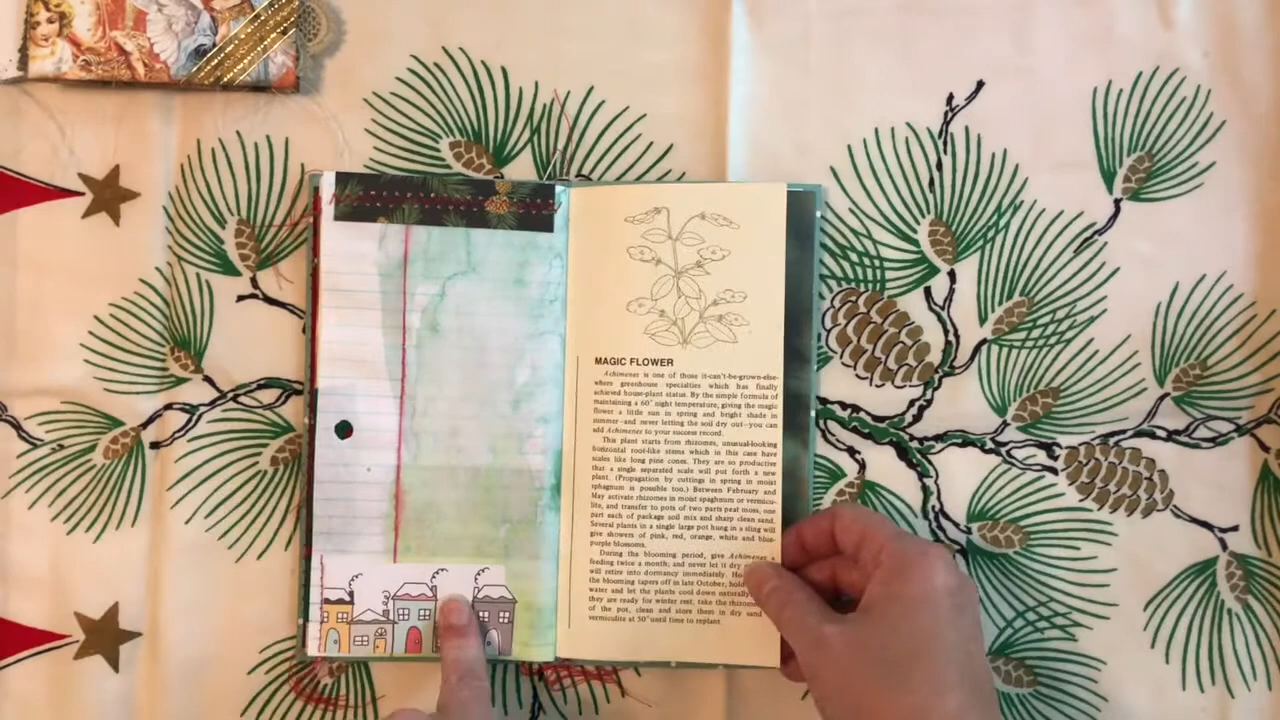 MAGIC FLOWER
Achimenes is one of those it-can't-be-grown-else-
where greenhouse specialties which has finally
achieved house-plant status. By the simple formula of
maintaining a 60° night temperature, giving the magic
flower a little sun in spring and bright shade in
summer—and never letting the soil dry out—you can
add Achimenes to your success record.
This plant starts from rhizomes, unusual-looking
horizontal root-like stems which in this case have
scales like long pine cones. They are so productive
that a single separated scale will put forth a new
plant. (Propagation by cuttings in spring in moist
sphagnum is possible too.) Between February and
May activate rhizomes in moist spaghnum or vermicu-
lite, and transfer to pots of two parts peat moss, one
part each of package soil mix and sharp clean sand.
Several plants in a single large pot hung in a sling will
give showers of pink, red, orange, white and blue-
purple blossoms.
During the blooming period, give Achimenes a
feeding twice a month; and never let it dry
will retire into dormancy immediately.
the blooming tapers off in late October, hold
water and let the plants cool down naturally.
they are ready for winter rest, take the rhizomes
of the pot, clean and store them in dry sand
vermiculite at 50° until time to replant.